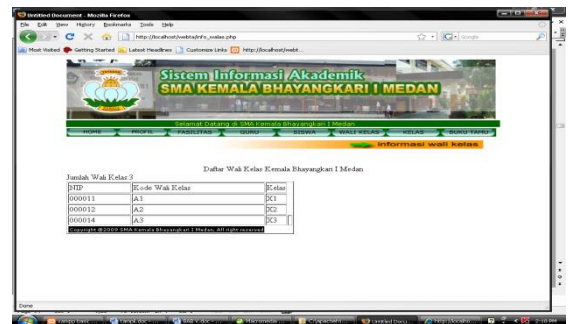 Untitled Document - Mozilla Firefox
File Edit View History Bookmarks Tools Help
http://localhost/webta/info_walas.php
Google
Most Visited Getting Started Latest Headlines Customize Links http://localhost/webt...
Sistem Informasi Akademik
SMA KEMALA BHAYANGKARI I MEDAN
Selamat Datang di SMA Kemala Bhayangkari I Medan
HOME PROFIL FASILITAS GURU SISWA WALI KELAS KELAS BUKU TAMU
informasi wali kelas
Daftar Wali Kelas Kemala Bhayangkari I Medan
Jumlah Wali Kelas:3
NIP Kode Wali Kelas Kelas
000011 A1 X1
000012 A2 X2
000014 A3 X3
Copyright @2009 SMA Kemala Bhayangkari I Medan, All right reserved
Done
2:10 PM